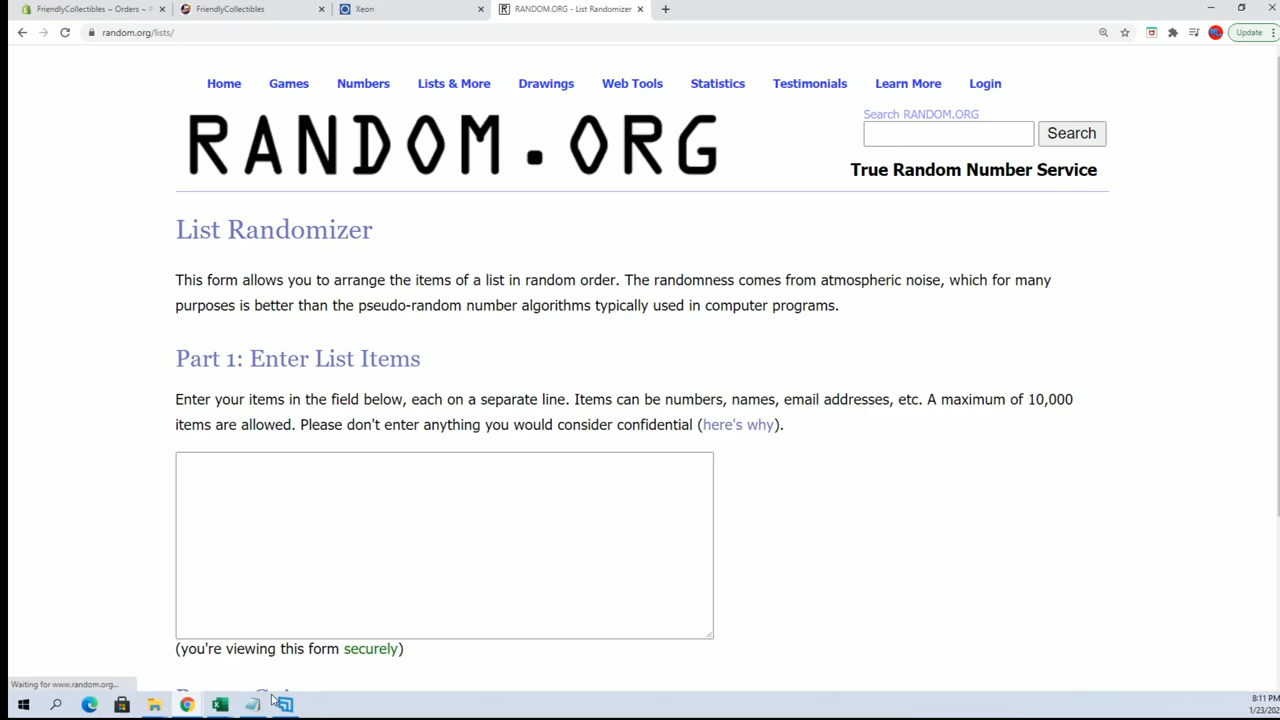 FriendlyCollectibles ~ Orders ~
FriendlyCollectibles
Xeon
RANDOM.ORG - List Randomizer
random.org/lists/
Update
Home Games Numbers Lists & More Drawings Web Tools Statistics Testimonials Learn More Login
RANDOM.ORG
Search RANDOM.ORG
Search
True Random Number Service
List Randomizer
This form allows you to arrange the items of a list in random order. The randomness comes from atmospheric noise, which for many
purposes is better than the pseudo-random number algorithms typically used in computer programs.
Part 1: Enter List Items
Enter your items in the field below, each on a separate line. Items can be numbers, names, email addresses, etc. A maximum of 10,000
items are allowed. Please don't enter anything you would consider confidential (here's why).
(you're viewing this form securely)
Waiting for www.random.org...
8:11 PM
1/23/202